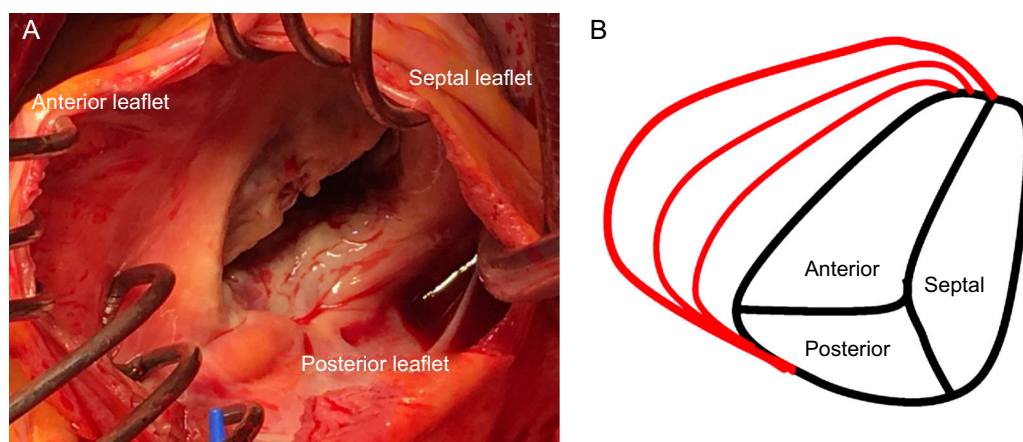 A
Septal leaflet
Anterior leaflet
Posterior leaflet
B
Anterior
Septal
Posterior